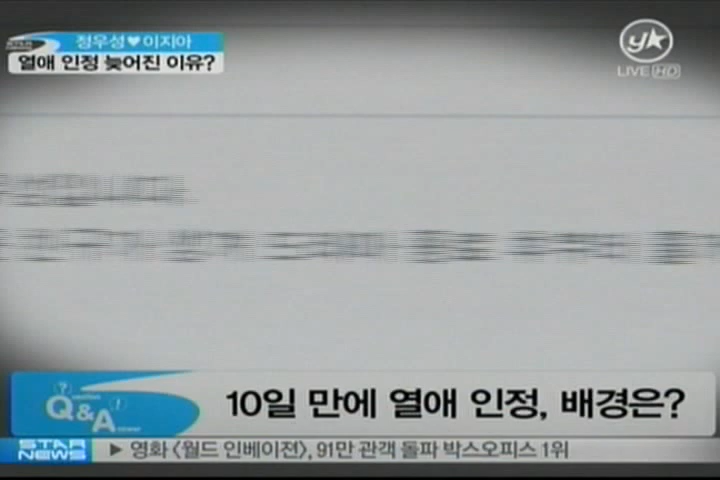 정우성♥이지아
열애 인정 늦어진 이유?
LIVE HD
Q&A
10일 만에 열애 인정, 배경은?
STAR NEWS
▶ 영화 <월드 인베이젼>, 91만 관객 돌파 박스오피스 1위